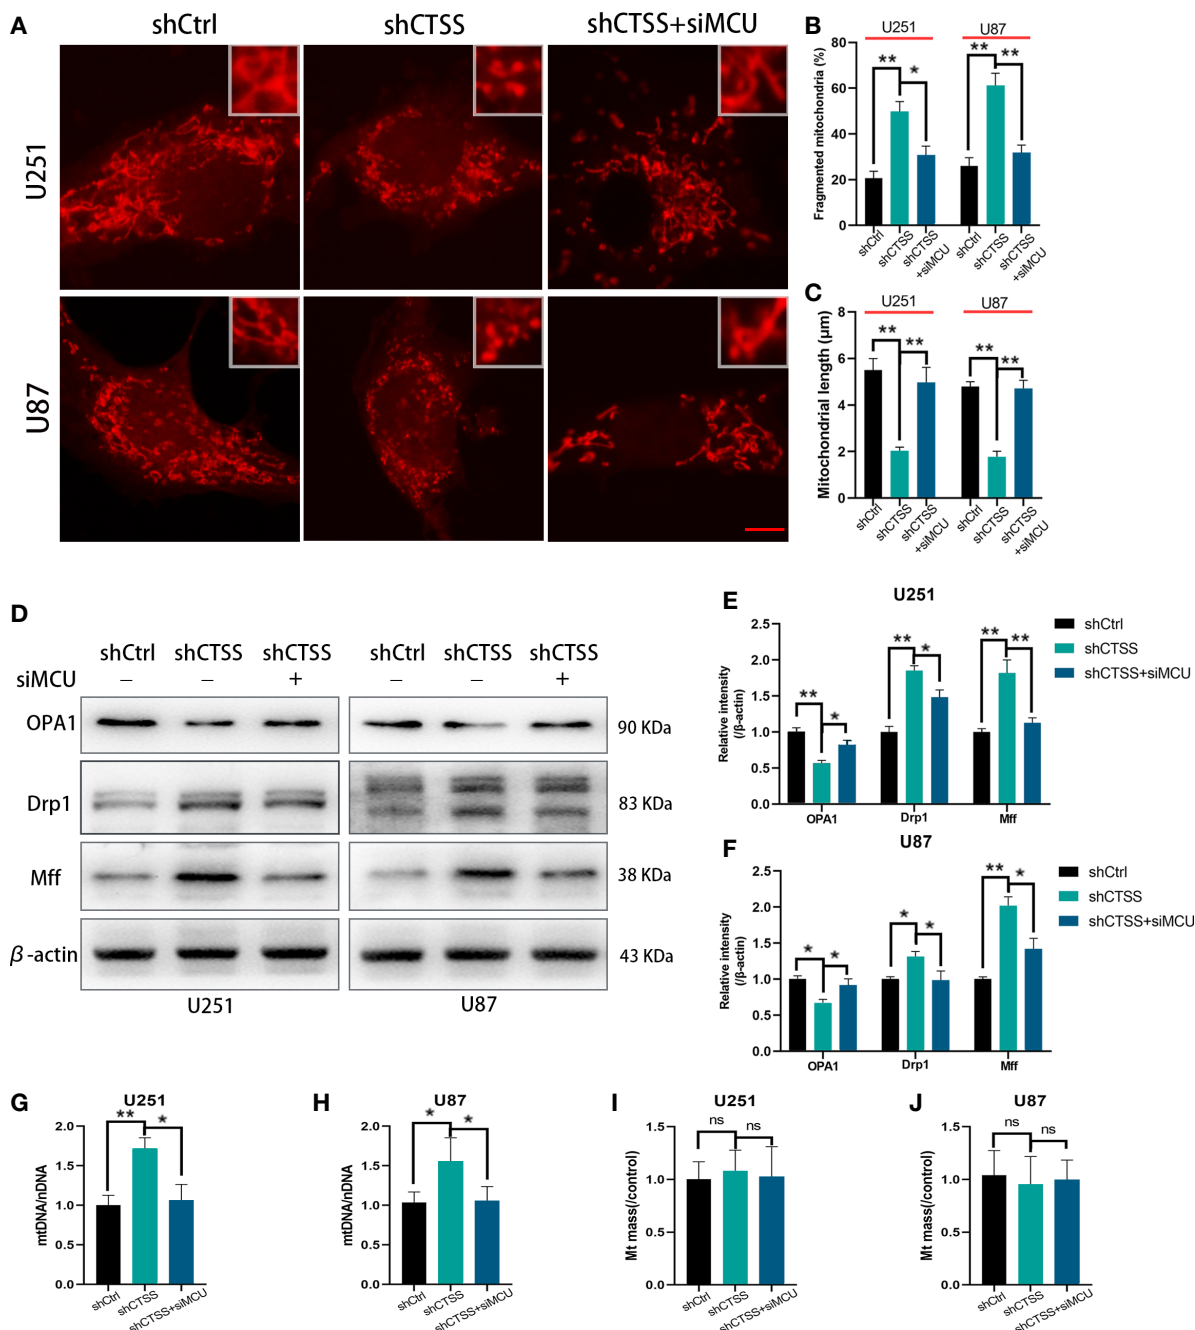 A
shCtrl shCTSS shCTSS+siMCU
U251
U87
B
U251 U87
** * ** **
Fragmented mitochondria (%)
80
60
40
20
0
shCtrl shCTSS shCTSS +siMCU shCtrl shCTSS shCTSS +siMCU
C
U251 U87
** ** ** **
Mitochondrial length (μm)
8
6
4
2
0
shCtrl shCTSS shCTSS +siMCU shCtrl shCTSS shCTSS +siMCU
D
shCtrl shCTSS shCTSS shCtrl shCTSS shCTSS
siMCU − − + − − +
OPA1 90 KDa
Drp1 83 KDa
Mff 38 KDa
β-actin 43 KDa
U251 U87
E
U251
shCtrl
shCTSS
shCTSS+siMCU
Relative intensity
(/β-actin)
2.5
2.0
1.5
1.0
0.5
0.0
** * ** * ** **
OPA1 Drp1 Mff
F
U87
shCtrl
shCTSS
shCTSS+siMCU
Relative intensity
(/β-actin)
2.5
2.0
1.5
1.0
0.5
0.0
* * * * ** *
OPA1 Drp1 Mff
G
U251
** *
mtDNA/nDNA
2.0
1.5
1.0
0.5
0.0
shCtrl shCTSS shCTSS+siMCU
H
U87
* *
mtDNA/nDNA
2.0
1.5
1.0
0.5
0.0
shCtrl shCTSS shCTSS+siMCU
I
U251
ns ns
Mt mass(/control)
1.5
1.0
0.5
0.0
shCtrl shCTSS shCTSS+siMCU
J
U87
ns ns
Mt mass(/control)
1.5
1.0
0.5
0.0
shCtrl shCTSS shCTSS+siMCU